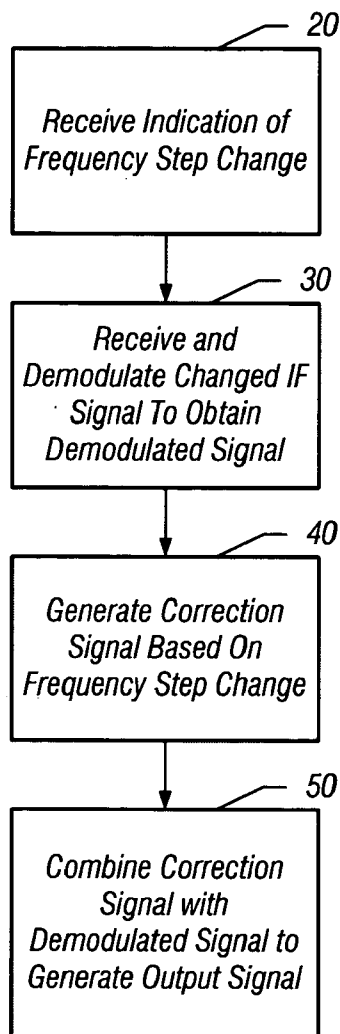 20
Receive Indication of
Frequency Step Change
30
Receive and
Demodulate Changed IF
Signal To Obtain
Demodulated Signal
40
Generate Correction
Signal Based On
Frequency Step Change
50
Combine Correction
Signal with
Demodulated Signal to
Generate Output Signal